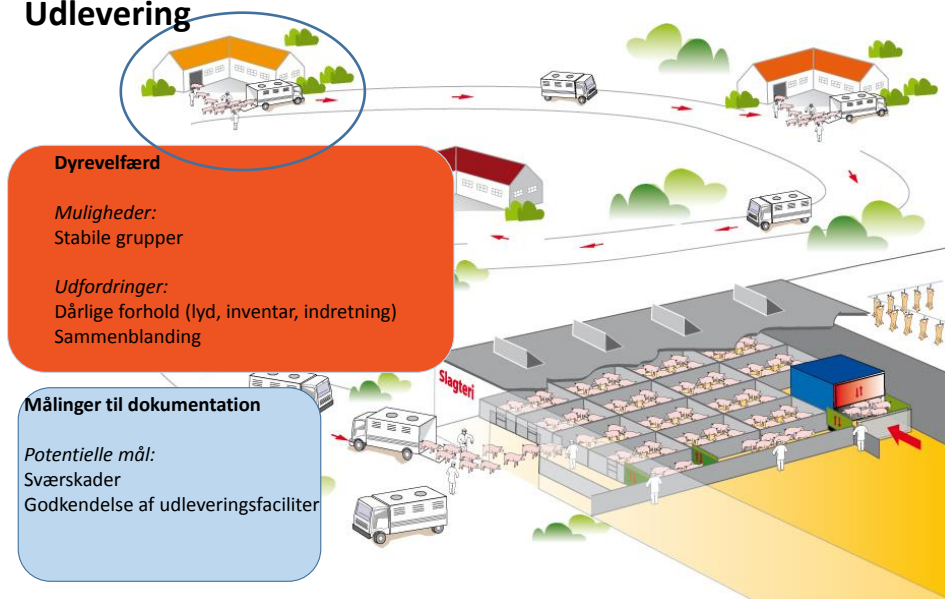 Udlevering
Dyrevelfærd
Muligheder:
Stabile grupper
Udfordringer:
Dårlige forhold (lyd, inventar, indretning)
Sammenblanding
Slagteri
Målinger til dokumentation
Potentielle mål:
Sværskader
Godkendelse af udleveringsfaciliter